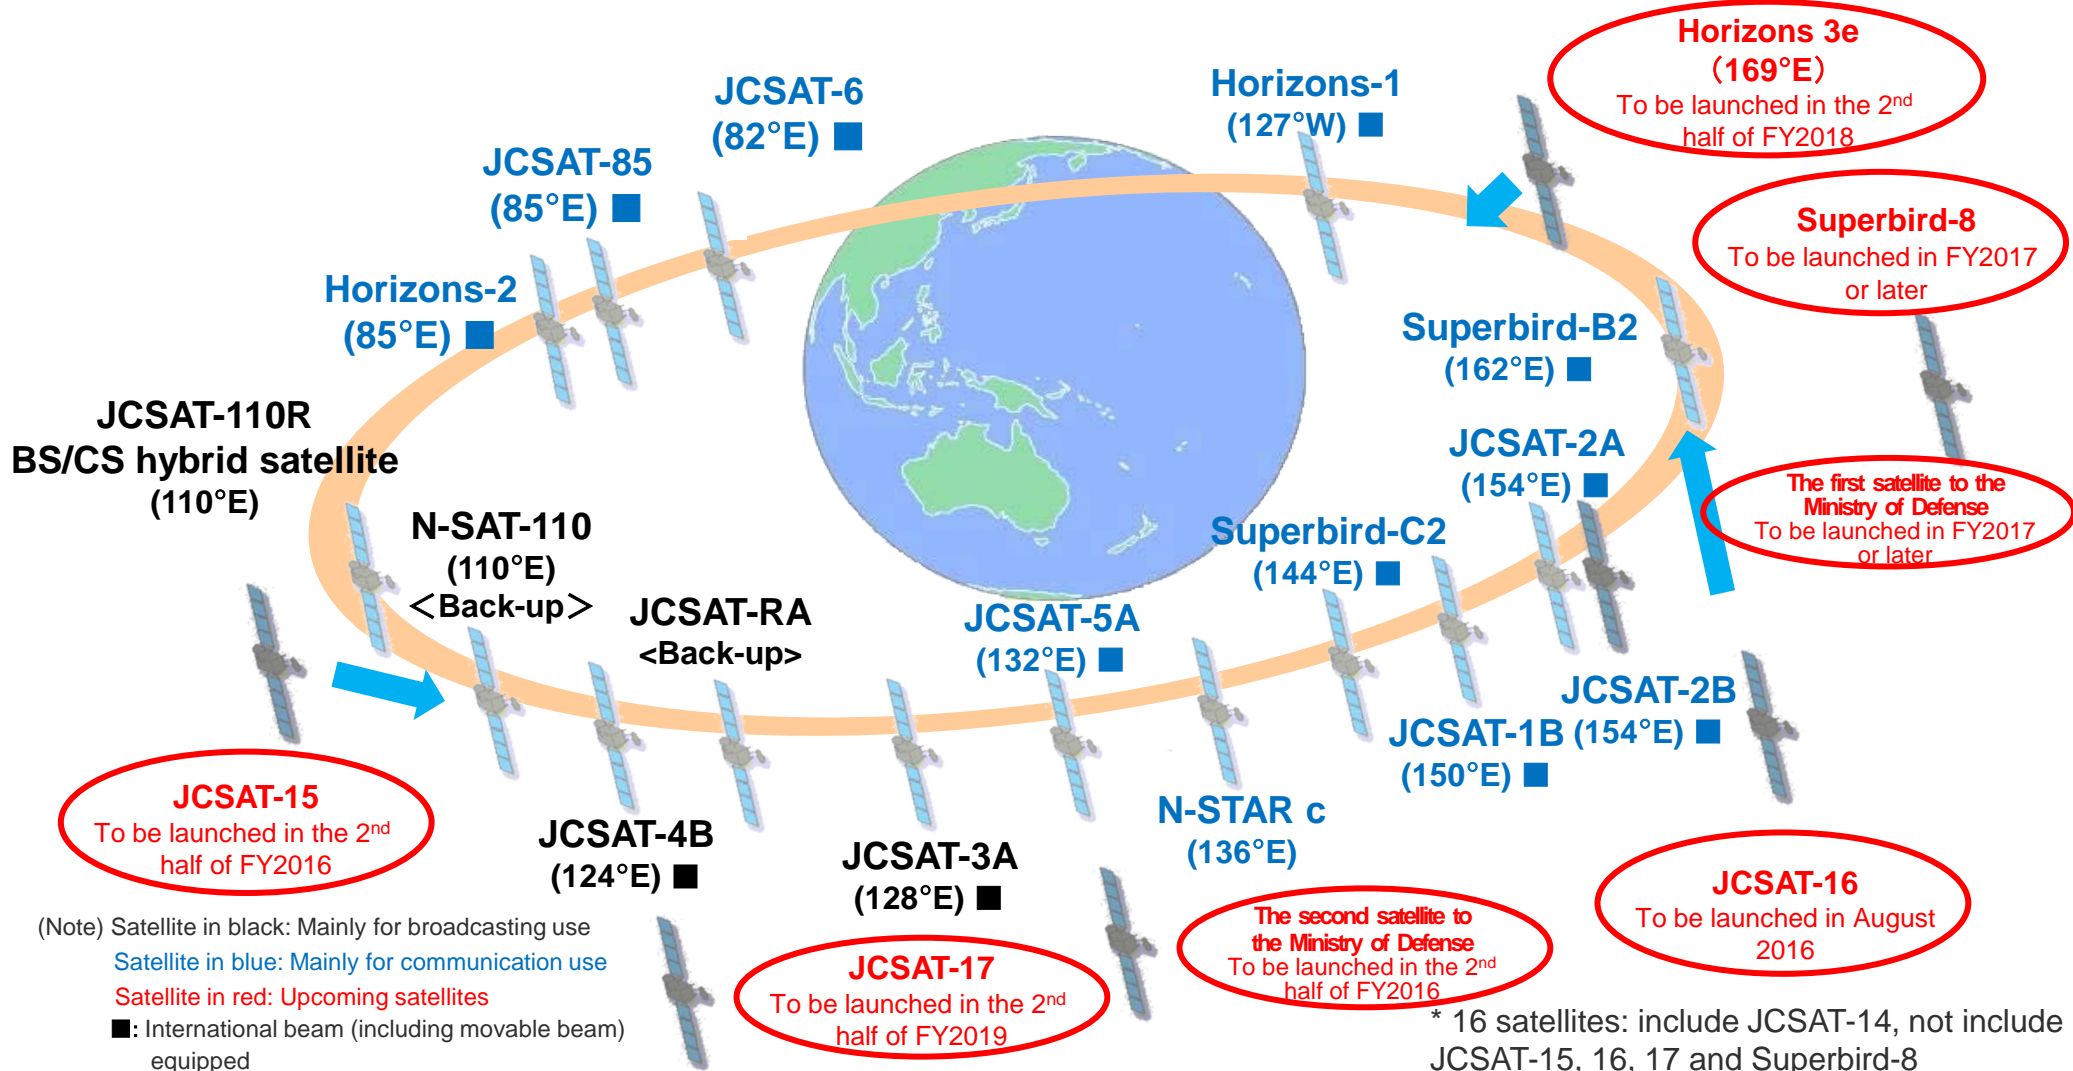 Horizons 3e
（169°E）
To be launched in the 2nd
half of FY2018
JCSAT-6
(82°E) ■
Horizons-1
(127°W) ■
JCSAT-85
(85°E) ■
Superbird-8
To be launched in FY2017
or later
Horizons-2
(85°E) ■
Superbird-B2
(162°E) ■
JCSAT-110R
BS/CS hybrid satellite
(110°E)
JCSAT-2A
(154°E) ■
The first satellite to the
Ministry of Defense
To be launched in FY2017
or later
N-SAT-110
(110°E)
＜Back-up＞
Superbird-C2
(144°E) ■
JCSAT-RA
<Back-up>
JCSAT-5A
(132°E) ■
JCSAT-2B
(154°E) ■
JCSAT-1B
(150°E) ■
JCSAT-15
To be launched in the 2nd
half of FY2016
JCSAT-4B
(124°E) ■
JCSAT-3A
(128°E) ■
N-STAR c
(136°E)
JCSAT-16
To be launched in August
2016
The second satellite to
the Ministry of Defense
To be launched in the 2nd
half of FY2016
JCSAT-17
To be launched in the 2nd
half of FY2019
(Note) Satellite in black: Mainly for broadcasting use
Satellite in blue: Mainly for communication use
Satellite in red: Upcoming satellites
■: International beam (including movable beam)
equipped
* 16 satellites: include JCSAT-14, not include
JCSAT-15, 16, 17 and Superbird-8